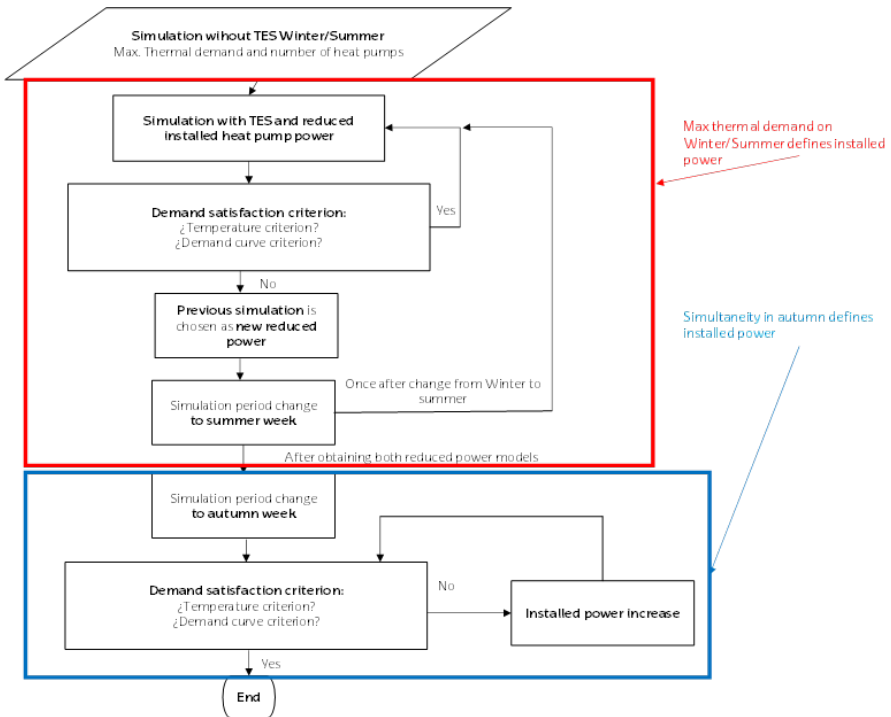 Simulation wihout TES Winter/Summer
Max. Thermal demand and number of heat pumps
Simulation with TES and reduced
installed heat pump power
Max thermal demand on
Winter/Summer defines installed
power
Demand satisfaction criterion:
¿Temperature criterion?
¿Demand curve criterion?
Yes
No
Previous simulation is
chosen as new reduced
power
Simultaneity in autumn defines
installed power
Once after change from Winter to
summer
Simulation period change
to summer week
After obtaining both reduced power models
Simulation period change
to autumn week
Demand satisfaction criterion:
¿Temperature criterion?
¿Demand curve criterion?
No
Installed power increase
Yes
End